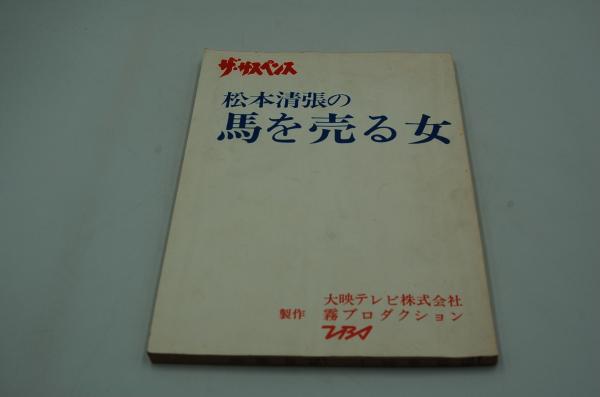 ザ・サスペンス
松本清張の
馬を売る女
大映テレビ株式会社
製作 霧プロダクション
TBS